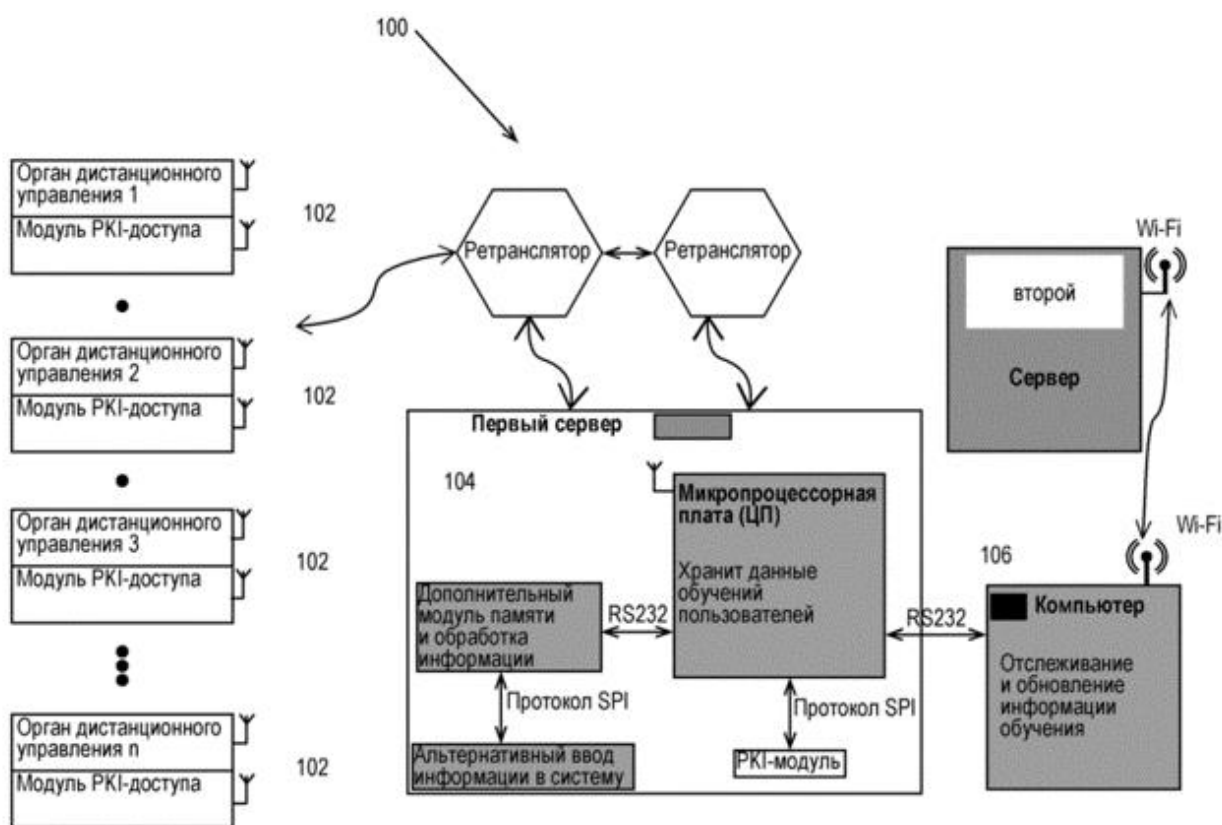 100
Орган дистанционного
управления 1
Модуль PKI-доступа
102
Орган дистанционного
управления 2
Модуль PKI-доступа
102
Орган дистанционного
управления 3
Модуль PKI-доступа
102
Орган дистанционного
управления n
Модуль PKI-доступа
102
Ретранслятор
Ретранслятор
Первый сервер
104
Микропроцессорная
плата (ЦП)
Хранит данные
обучений
пользователей
Дополнительный
модуль памяти
и обработка
информации
RS232
Протокол SPI
Протокол SPI
Альтернативный ввод
информации в систему
PKI-модуль
RS232
Wi-Fi
второй
Сервер
Wi-Fi
106
Компьютер
Отслеживание
и обновление
информации
обучения